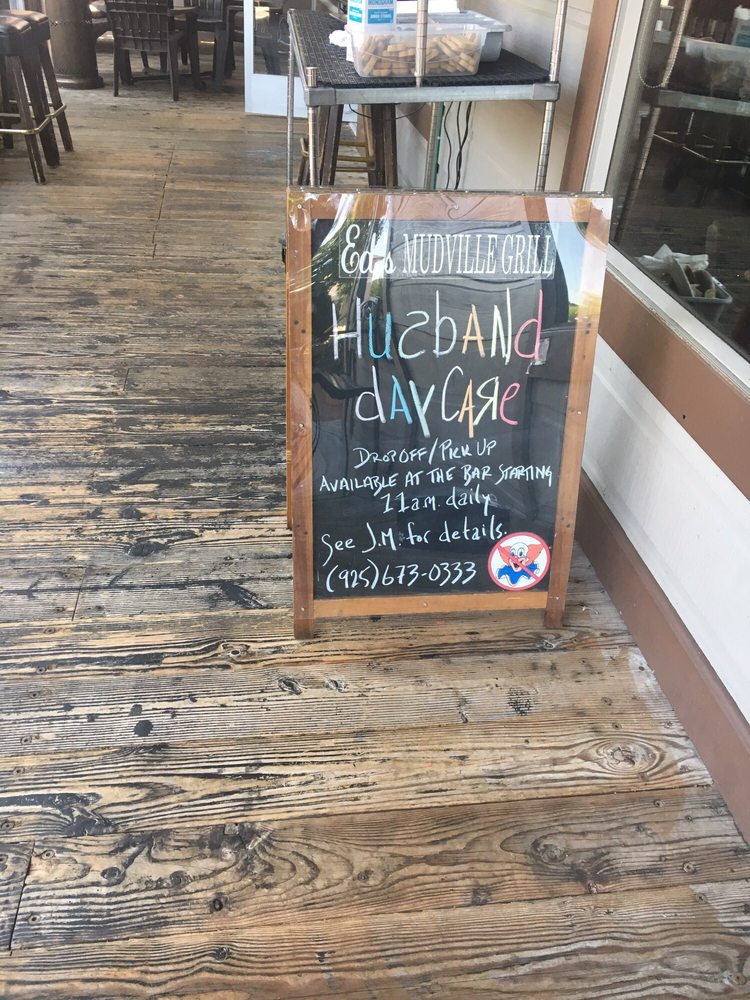 Ed's MUDVILLE GRILL
HusbANd
dAyCARe
DROP OFF/PICK UP
AVAILABLE AT THE BAR STARTING
11am. daily
See J.M. for details.
(925)673-0333